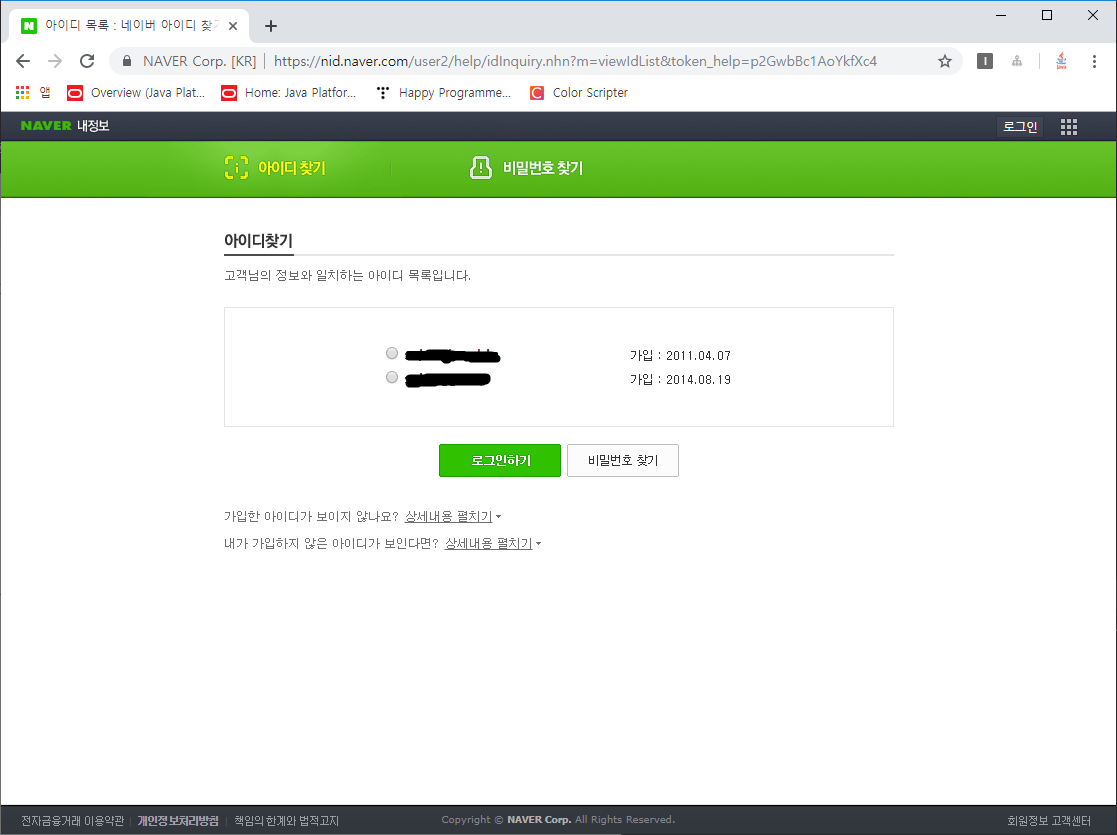 아이디 목록 : 네이버 아이디 찾
NAVER Corp. [KR] | https://nid.naver.com/user2/help/idInquiry.nhn?m=viewIdList&token_help=p2GwbBc1AoYkfXc4
앱 Overview (Java Plat... Home: Java Platfor... Happy Programme... Color Scripter
NAVER 내정보 로그인
아이디 찾기 비밀번호 찾기
아이디찾기
고객님의 정보와 일치하는 아이디 목록입니다.
가입 : 2011.04.07
가입 : 2014.08.19
로그인하기 비밀번호 찾기
가입한 아이디가 보이지 않나요? 상세내용 펼치기
내가 가입하지 않은 아이디가 보인다면? 상세내용 펼치기
전자금융거래 이용약관 | 개인정보처리방침 | 책임의 한계와 법적고지 Copyright © NAVER Corp. All Rights Reserved. 회원정보 고객센터